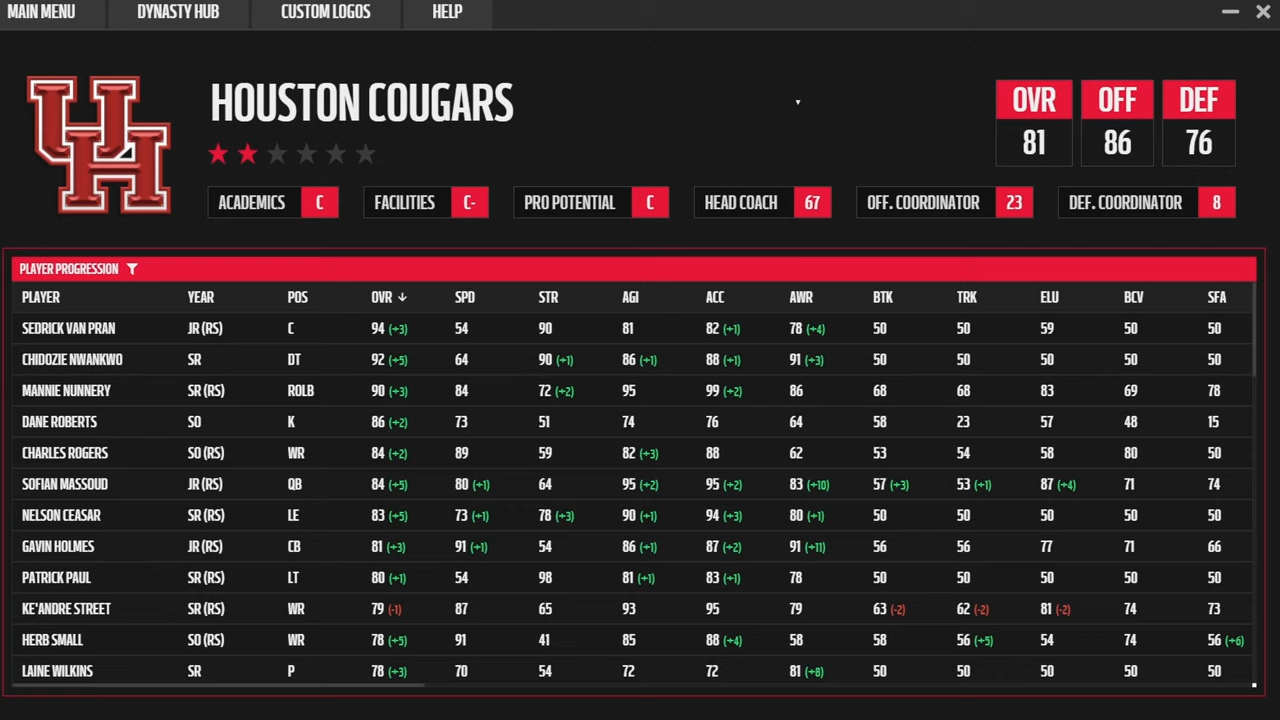 MAIN MENU DYNASTY HUB CUSTOM LOGOS HELP
UH
HOUSTON COUGARS
OVR OFF DEF
81 86 76
ACADEMICS C FACILITIES C- PRO POTENTIAL C HEAD COACH 67 OFF. COORDINATOR 23 DEF. COORDINATOR 8
PLAYER PROGRESSION
PLAYER YEAR POS OVR SPD STR AGI ACC AWR BTK TRK ELU BCV SFA
SEDRICK VAN PRAN JR (RS) C 94 (+3) 54 90 81 82 (+1) 78 (+4) 50 50 59 50 50
CHIDOZIE NWANKWO SR DT 92 (+5) 64 90 (+1) 86 (+1) 88 (+1) 91 (+3) 50 50 50 50 50
MANNIE NUNNERY SR (RS) ROLB 90 (+3) 84 72 (+2) 95 99 (+2) 86 68 68 83 69 78
DANE ROBERTS SO K 86 (+2) 73 51 74 76 64 58 23 57 48 15
CHARLES ROGERS SO (RS) WR 84 (+2) 89 59 82 (+3) 88 62 53 54 58 80 50
SOFIAN MASSOUD JR (RS) QB 84 (+5) 80 (+1) 64 95 (+2) 95 (+2) 83 (+10) 57 (+3) 53 (+1) 87 (+4) 71 74
NELSON CEASAR SR (RS) LE 83 (+5) 73 (+1) 78 (+3) 90 (+1) 94 (+3) 80 (+1) 50 50 50 50 50
GAVIN HOLMES JR (RS) CB 81 (+3) 91 (+1) 54 86 (+1) 87 (+2) 91 (+11) 56 56 77 71 66
PATRICK PAUL SR (RS) LT 80 (+1) 54 98 81 (+1) 83 (+1) 78 50 50 50 50 50
KE'ANDRE STREET SR (RS) WR 79 (-1) 87 65 93 95 79 63 (-2) 62 (-2) 81 (-2) 74 73
HERB SMALL SO (RS) WR 78 (+5) 91 41 85 88 (+4) 58 58 56 (+5) 54 74 56 (+6)
LAINE WILKINS SR P 78 (+3) 70 54 72 72 81 (+8) 50 50 50 50 50